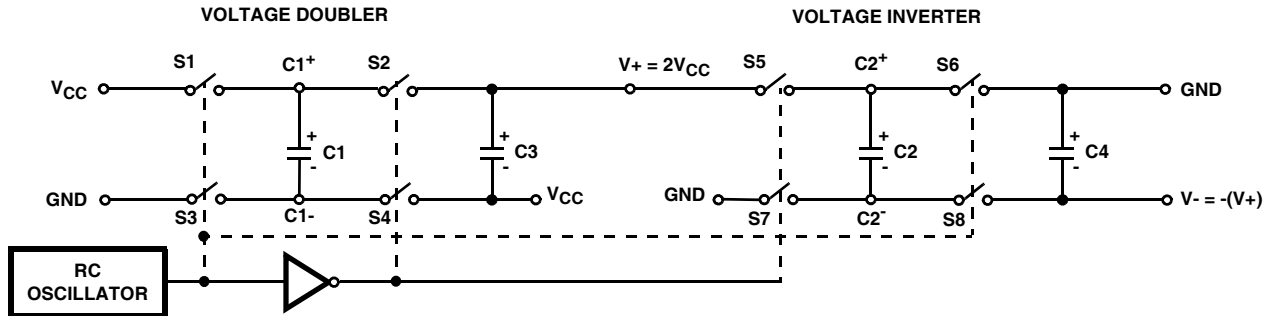 VOLTAGE DOUBLER
VOLTAGE INVERTER
S1 C1+ S2 V+ = 2VCC S5 C2+ S6
VCC GND
+ C1 - + C3 - + C2 - + C4 -
GND VCC GND V- = -(V+)
S3 C1- S4 S7 C2- S8
RC
OSCILLATOR